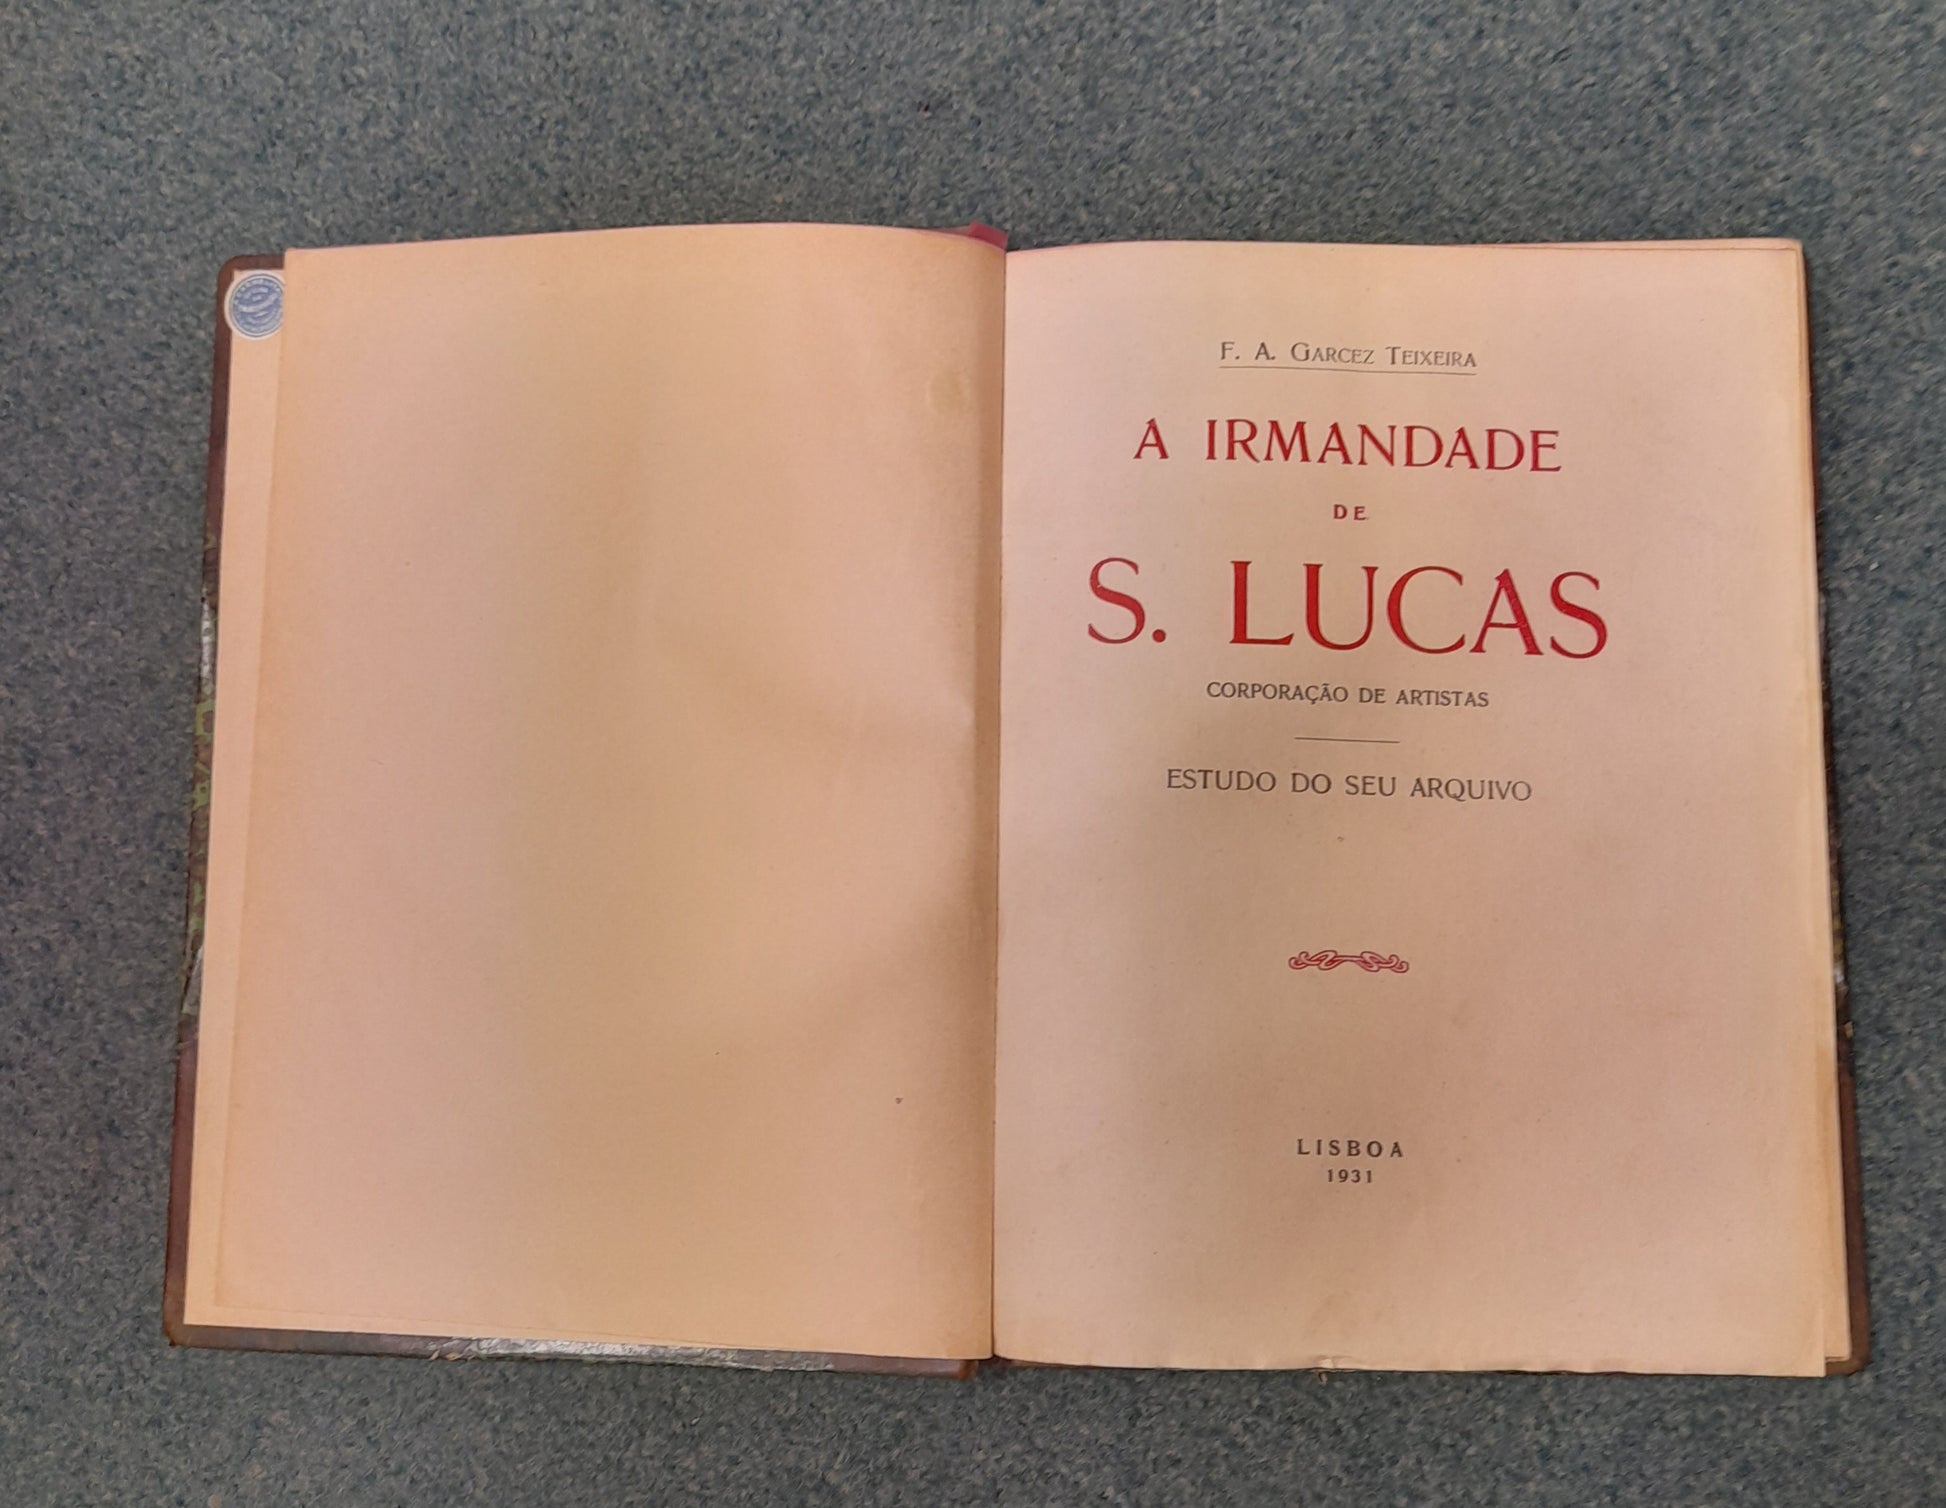 F. A. GARCEZ TEIXEIRA
A IRMANDADE
DE
S. LUCAS
CORPORAÇÃO DE ARTISTAS
ESTUDO DO SEU ARQUIVO
LISBOA
1931